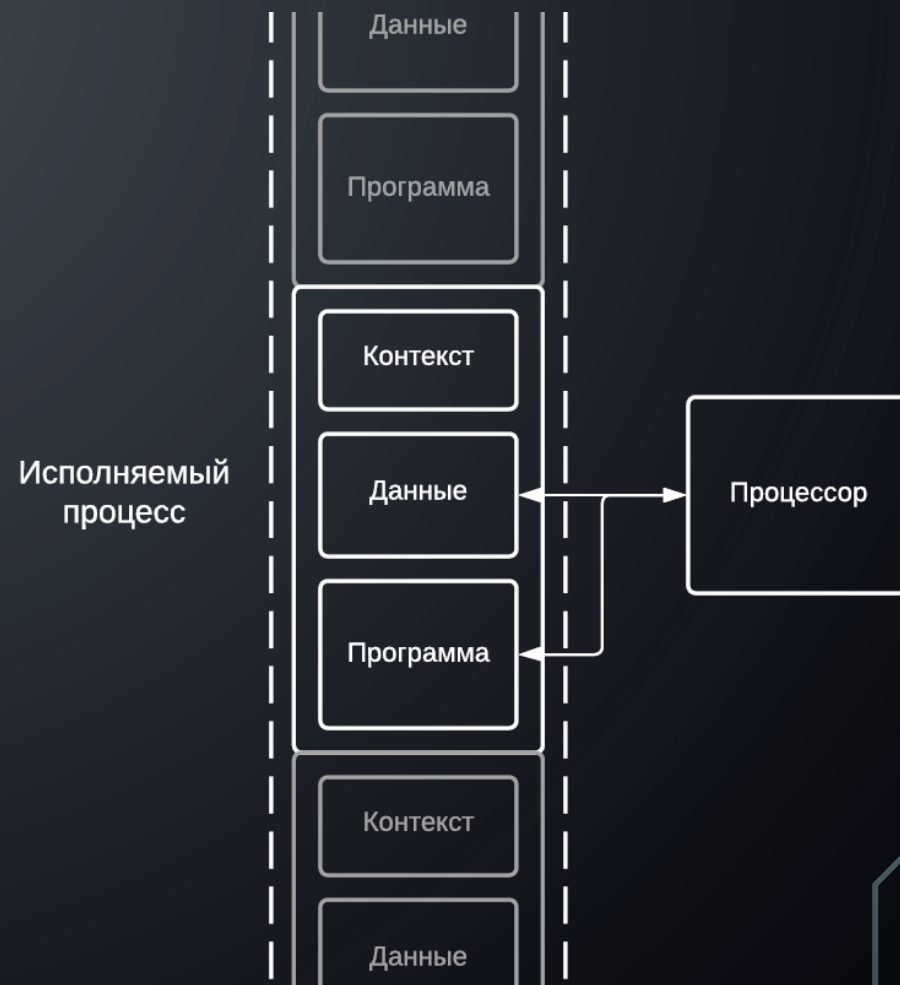 Данные
Программа
Контекст
Исполняемый
процесс
Данные
Процессор
Программа
Контекст
Данные